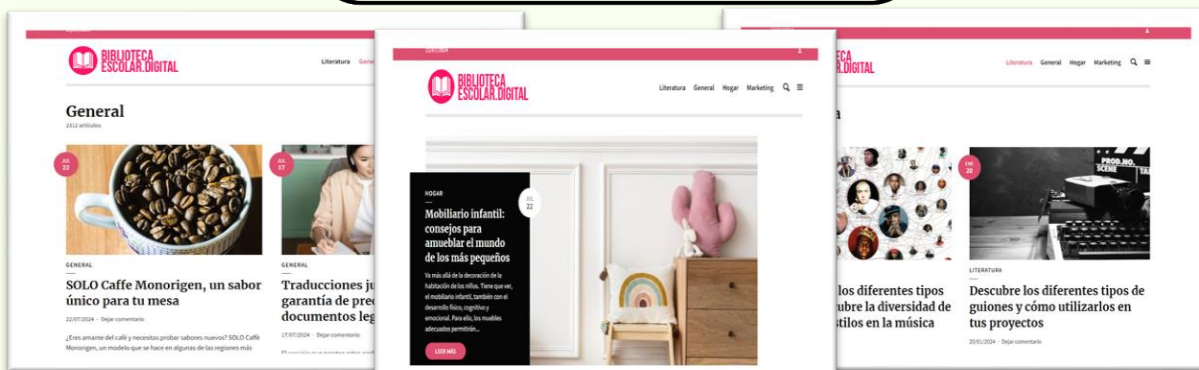 BIBLIOTECA
ESCOLAR.DIGITAL
Literatura
General
2312 artículos
JUL
22
GENERAL
SOLO Caffe Monorigen, un sabor
único para tu mesa
22/07/2024 - Dejar comentario
¿Eres amante del café y necesitas probar sabores nuevos? SOLO Caffè
Monorigen, un modelo que se hace en algunas de las regiones más
JUL
17
GENERAL
Traducciones
garantía de
documentos
17/07/2024 - Dejar comentario
22/07/2024
BIBLIOTECA
ESCOLAR.DIGITAL
Literatura General Hogar Marketing
HOGAR
JUL
22
Mobiliario infantil:
consejos para
amueblar el mundo
de los más pequeños
Va más allá de la decoración de la
habitación de los niños. Tiene que ver,
el mobiliario infantil, también con el
desarrollo físico, cognitivo y
emocional. Para ello, los muebles
adecuados permitirán...
LEER MÁS
ECA
R.DIGITAL
Literatura General Hogar Marketing
los diferentes tipos
ubre la diversidad de
stilos en la música
ENE
20
PROD.NO.
SCENE
LITERATURA
Descubre los diferentes tipos de
guiones y cómo utilizarlos en
tus proyectos
20/01/2024 - Dejar comentario